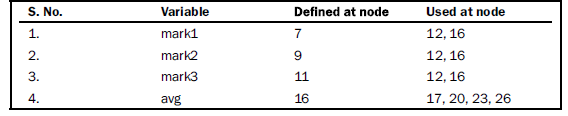 S. No. Variable Defined at node Used at node
1. mark1 7 12, 16
2. mark2 9 12, 16
3. mark3 11 12, 16
4. avg 16 17, 20, 23, 26